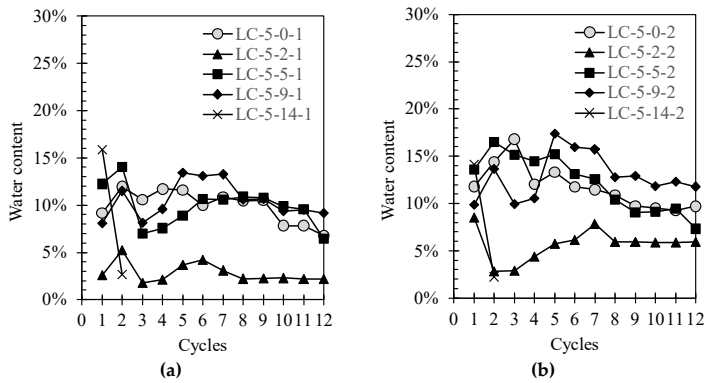 (a)
30%
25%
20%
15%
10%
5%
0%
Water content
LC-5-0-1
LC-5-2-1
LC-5-5-1
LC-5-9-1
LC-5-14-1
0 1 2 3 4 5 6 7 8 9 10 11 12
Cycles
(a)
(b)
30%
25%
20%
15%
10%
5%
0%
Water content
LC-5-0-2
LC-5-2-2
LC-5-5-2
LC-5-9-2
LC-5-14-2
0 1 2 3 4 5 6 7 8 9 10 11 12
Cycles
(b)